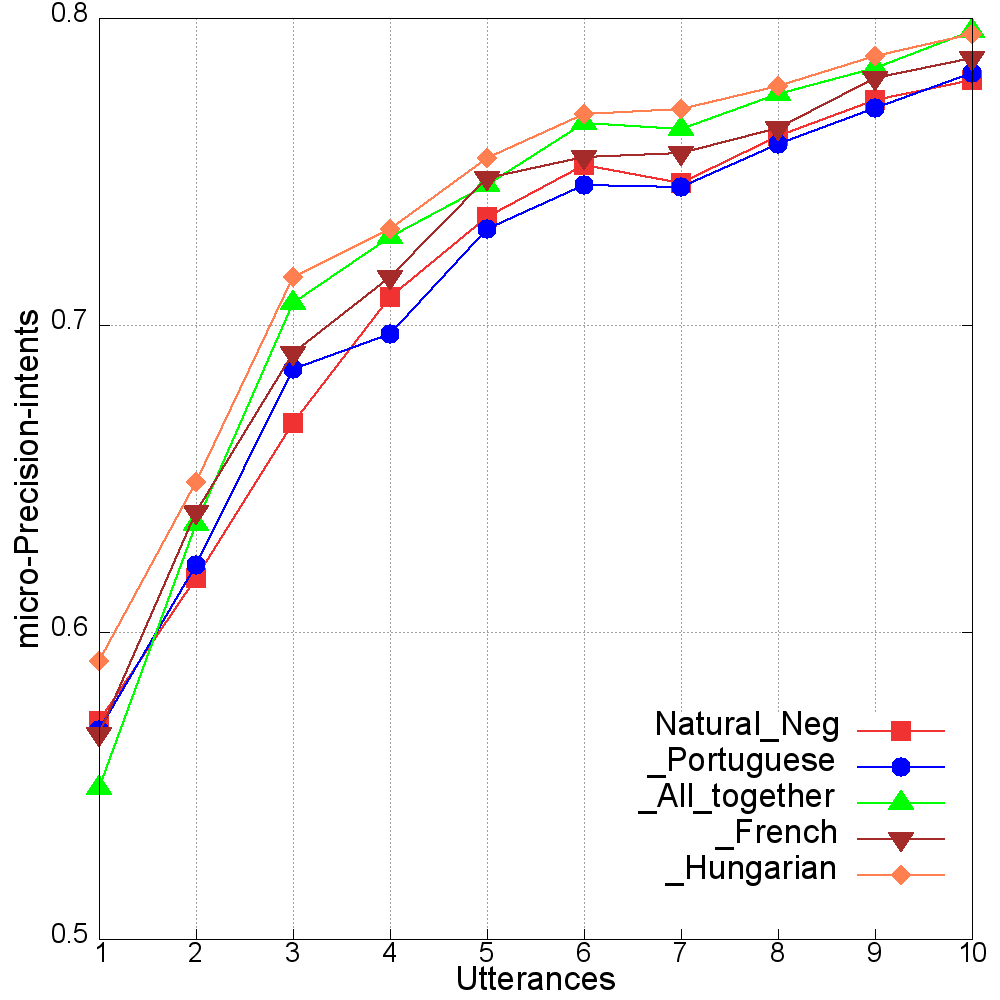 0.8
0.7
0.6
0.5
micro-Precision-intents
Natural_Neg
_Portuguese
_All_together
_French
_Hungarian
1 2 3 4 5 6 7 8 9 10
Utterances